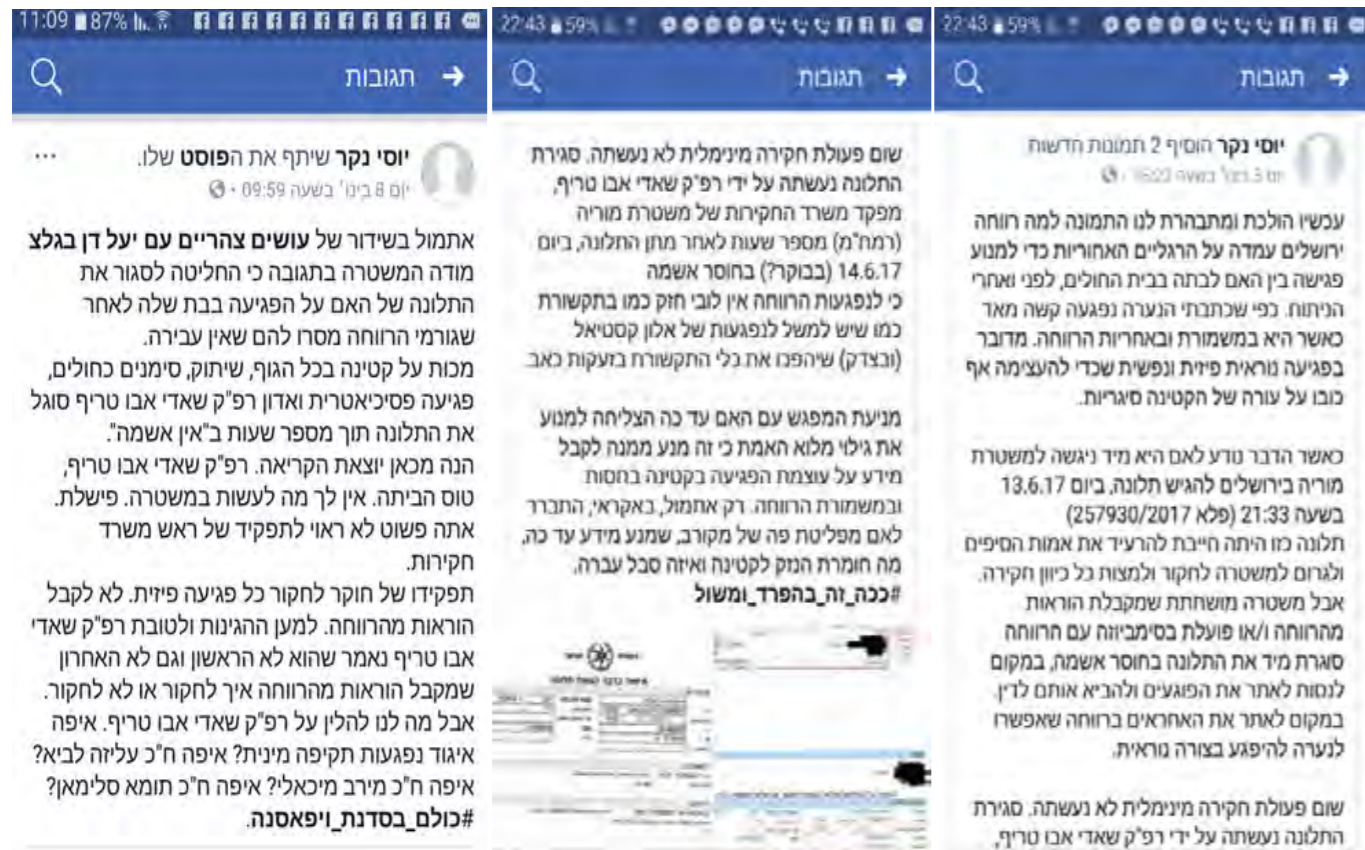 11:09 87%
תגובות
יוסי נקר שיתף את הפוסט שלו.
יום 8 ביוני בשעה 09:59
אתמול בשידור של עושים צהריים עם יעל דן בגלצ
מודה המשטרה בתגובה כי החליטה לסגור את
התלונה של האם על הפגיעה בבת שלה לאחר
שגורמי הרווחה מסרו להם שאין עבירה.
מכות על קטינה בכל הגוף, שיתוק, סימנים כחולים,
פגיעה פסיכיאטרית ואדון רפ"ק שאדי אבו טריף סוגל
את התלונה תוך מספר שעות ב"אין אשמה".
הנה מכאן יוצאת הקריאה. רפ"ק שאדי אבו טריף,
טוס הביתה. אין לך מה לעשות במשטרה. פישלת.
אתה פשוט לא ראוי לתפקיד של ראש משרד
חקירות.
תפקידו של חוקר לחקור כל פגיעה פיזית. לא לקבל
הוראות מהרווחה. למען ההגינות ולטובת רפ"ק שאדי
אבו טריף נאמר שהוא לא הראשון וגם לא האחרון
שמקבל הוראות מהרווחה איך לחקור או לא לחקור.
אבל מה לנו להלין על רפ"ק שאדי אבו טריף. איפה
איגוד נפגעות תקיפה מינית? איפה ח"כ עליזה לביא?
איפה ח"כ מירב מיכאלי? איפה ח"כ תומא סלימאן?
#כולם_בסדנת_ויפאסנה.
22:43 59%
תגובות
שום פעולת חקירה מינימלית לא נעשתה. סגירת
התלונה נעשתה על ידי רפ"ק שאדי אבו טריף,
מפקד משרד החקירות של משטרת מוריה
(רמח"מ) מספר שעות לאחר מתן התלונה, ביום
14.6.17 (בבוקר?) בחוסר אשמה
כי לנפגעות הרווחה אין לובי חזק כמו בתקשורת
כמו שיש למשל לנפגעות של אלון קסטיאל
(ובצדק) שיהפכו את כלי התקשורת בזעקות כאב.
מניעת המפגש עם האם עד כה הצליחה למנוע
את גילוי מלוא האמת כי זה מנע ממנה לקבל
מידע על עוצמת הפגיעה בקטינה בחסות
ובמשמורת הרווחה. רק אתמול, באקראי, התברר
לאם מפליטת פה של מקורב, שמנע מידע עד כה,
מה חומרת הנזק לקטינה ואיזה סבל עברה.
#ככה_זה_בהפרד_ומשול
22:43 59%
תגובות
יוסי נקר הוסיף 2 תמונות חדשות
עכשיו הולכת ומתבהרת לנו התמונה למה רווחה
ירושלים עמדה על הרגליים האחוריות כדי למנוע
פגישה בין האם לבתה בבית החולים, לפני ואחרי
הניתוח. כפי שכתבתי הנערה נפגעה קשה מאד
כאשר היא במשמורת ובאחריות הרווחה. מדובר
בפגיעה נוראית פיזית ונפשית שכדי להעצימה אף
כובו על עורה של הקטינה סיגריות.
כאשר הדבר נודע לאם היא מיד ניגשה למשטרת
מוריה בירושלים להגיש תלונה, ביום 13.6.17
בשעה 21:33 (פלא 257930/2017)
תלונה כזו היתה חייבת להרעיד את אמות הסיפים
ולגרום למשטרה לחקור ולמצות כל כיוון חקירה.
אבל משטרה מושחתת שמקבלת הוראות
מהרווחה ו/או פועלת בסימביוזה עם הרווחה
סוגרת מיד את התלונה בחוסר אשמה, במקום
לנסות לאתר את הפוגעים ולהביא אותם לדין.
במקום לאתר את האחראים ברווחה שאפשרו
לנערה להיפגע בצורה נוראית.
שום פעולת חקירה מינימלית לא נעשתה. סגירת
התלונה נעשתה על ידי רפ"ק שאדי אבו טריף,